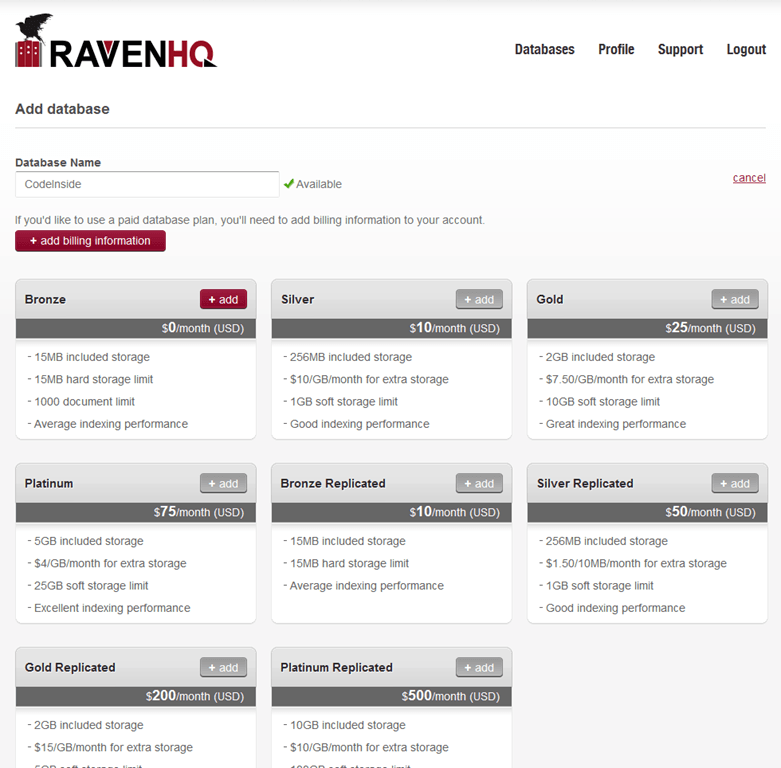 RAVENHQ
Databases Profile Support Logout
Add database
Database Name
CodeInside
Available
cancel
If you'd like to use a paid database plan, you'll need to add billing information to your account.
+ add billing information
Bronze
+ add
$0/month (USD)
- 15MB included storage
- 15MB hard storage limit
- 1000 document limit
- Average indexing performance
Silver
+ add
$10/month (USD)
- 256MB included storage
- $10/GB/month for extra storage
- 1GB soft storage limit
- Good indexing performance
Gold
+ add
$25/month (USD)
- 2GB included storage
- $7.50/GB/month for extra storage
- 10GB soft storage limit
- Great indexing performance
Platinum
+ add
$75/month (USD)
- 5GB included storage
- $4/GB/month for extra storage
- 25GB soft storage limit
- Excellent indexing performance
Bronze Replicated
+ add
$10/month (USD)
- 15MB included storage
- 15MB hard storage limit
- Average indexing performance
Silver Replicated
+ add
$50/month (USD)
- 256MB included storage
- $1.50/10MB/month for extra storage
- 1GB soft storage limit
- Good indexing performance
Gold Replicated
+ add
$200/month (USD)
- 2GB included storage
- $15/GB/month for extra storage
- 5GB soft storage limit
Platinum Replicated
+ add
$500/month (USD)
- 10GB included storage
- $10/GB/month for extra storage
- 100GB soft storage limit